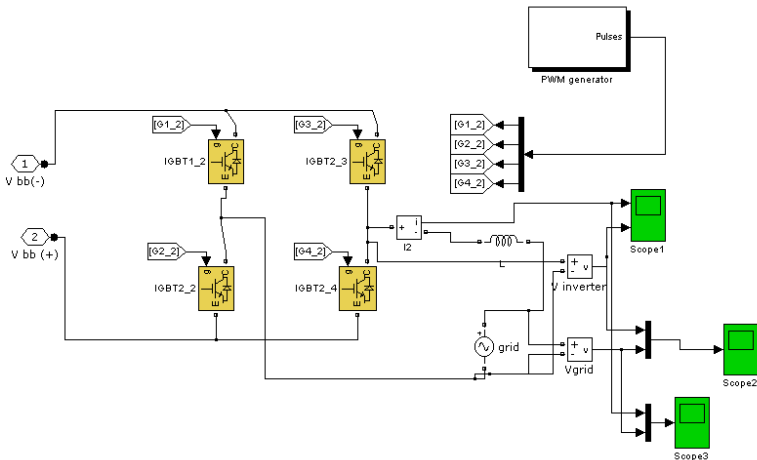 Pulses
PWM generator
[G1_2]
[G3_2]
[G1_2]
[G2_2]
[G3_2]
[G4_2]
g
C
E
IGBT1_2
g
C
E
IGBT2_3
1
V bb(-)
2
V bb (+)
+
-
i
I2
L
Scope1
[G2_2]
[G4_2]
g
C
E
IGBT2_2
g
C
E
IGBT2_4
+
-
v
V inverter
+
grid
+
-
v
Vgrid
Scope2
Scope3